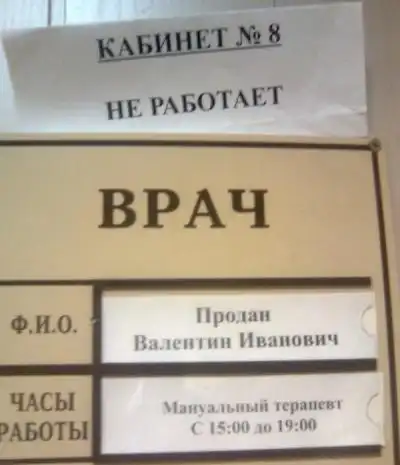 КАБИНЕТ № 8
НЕ РАБОТАЕТ
ВРАЧ
Ф.И.О.
Продан
Валентин Иванович
ЧАСЫ
РАБОТЫ
Мануальный терапевт
С 15:00 до 19:00